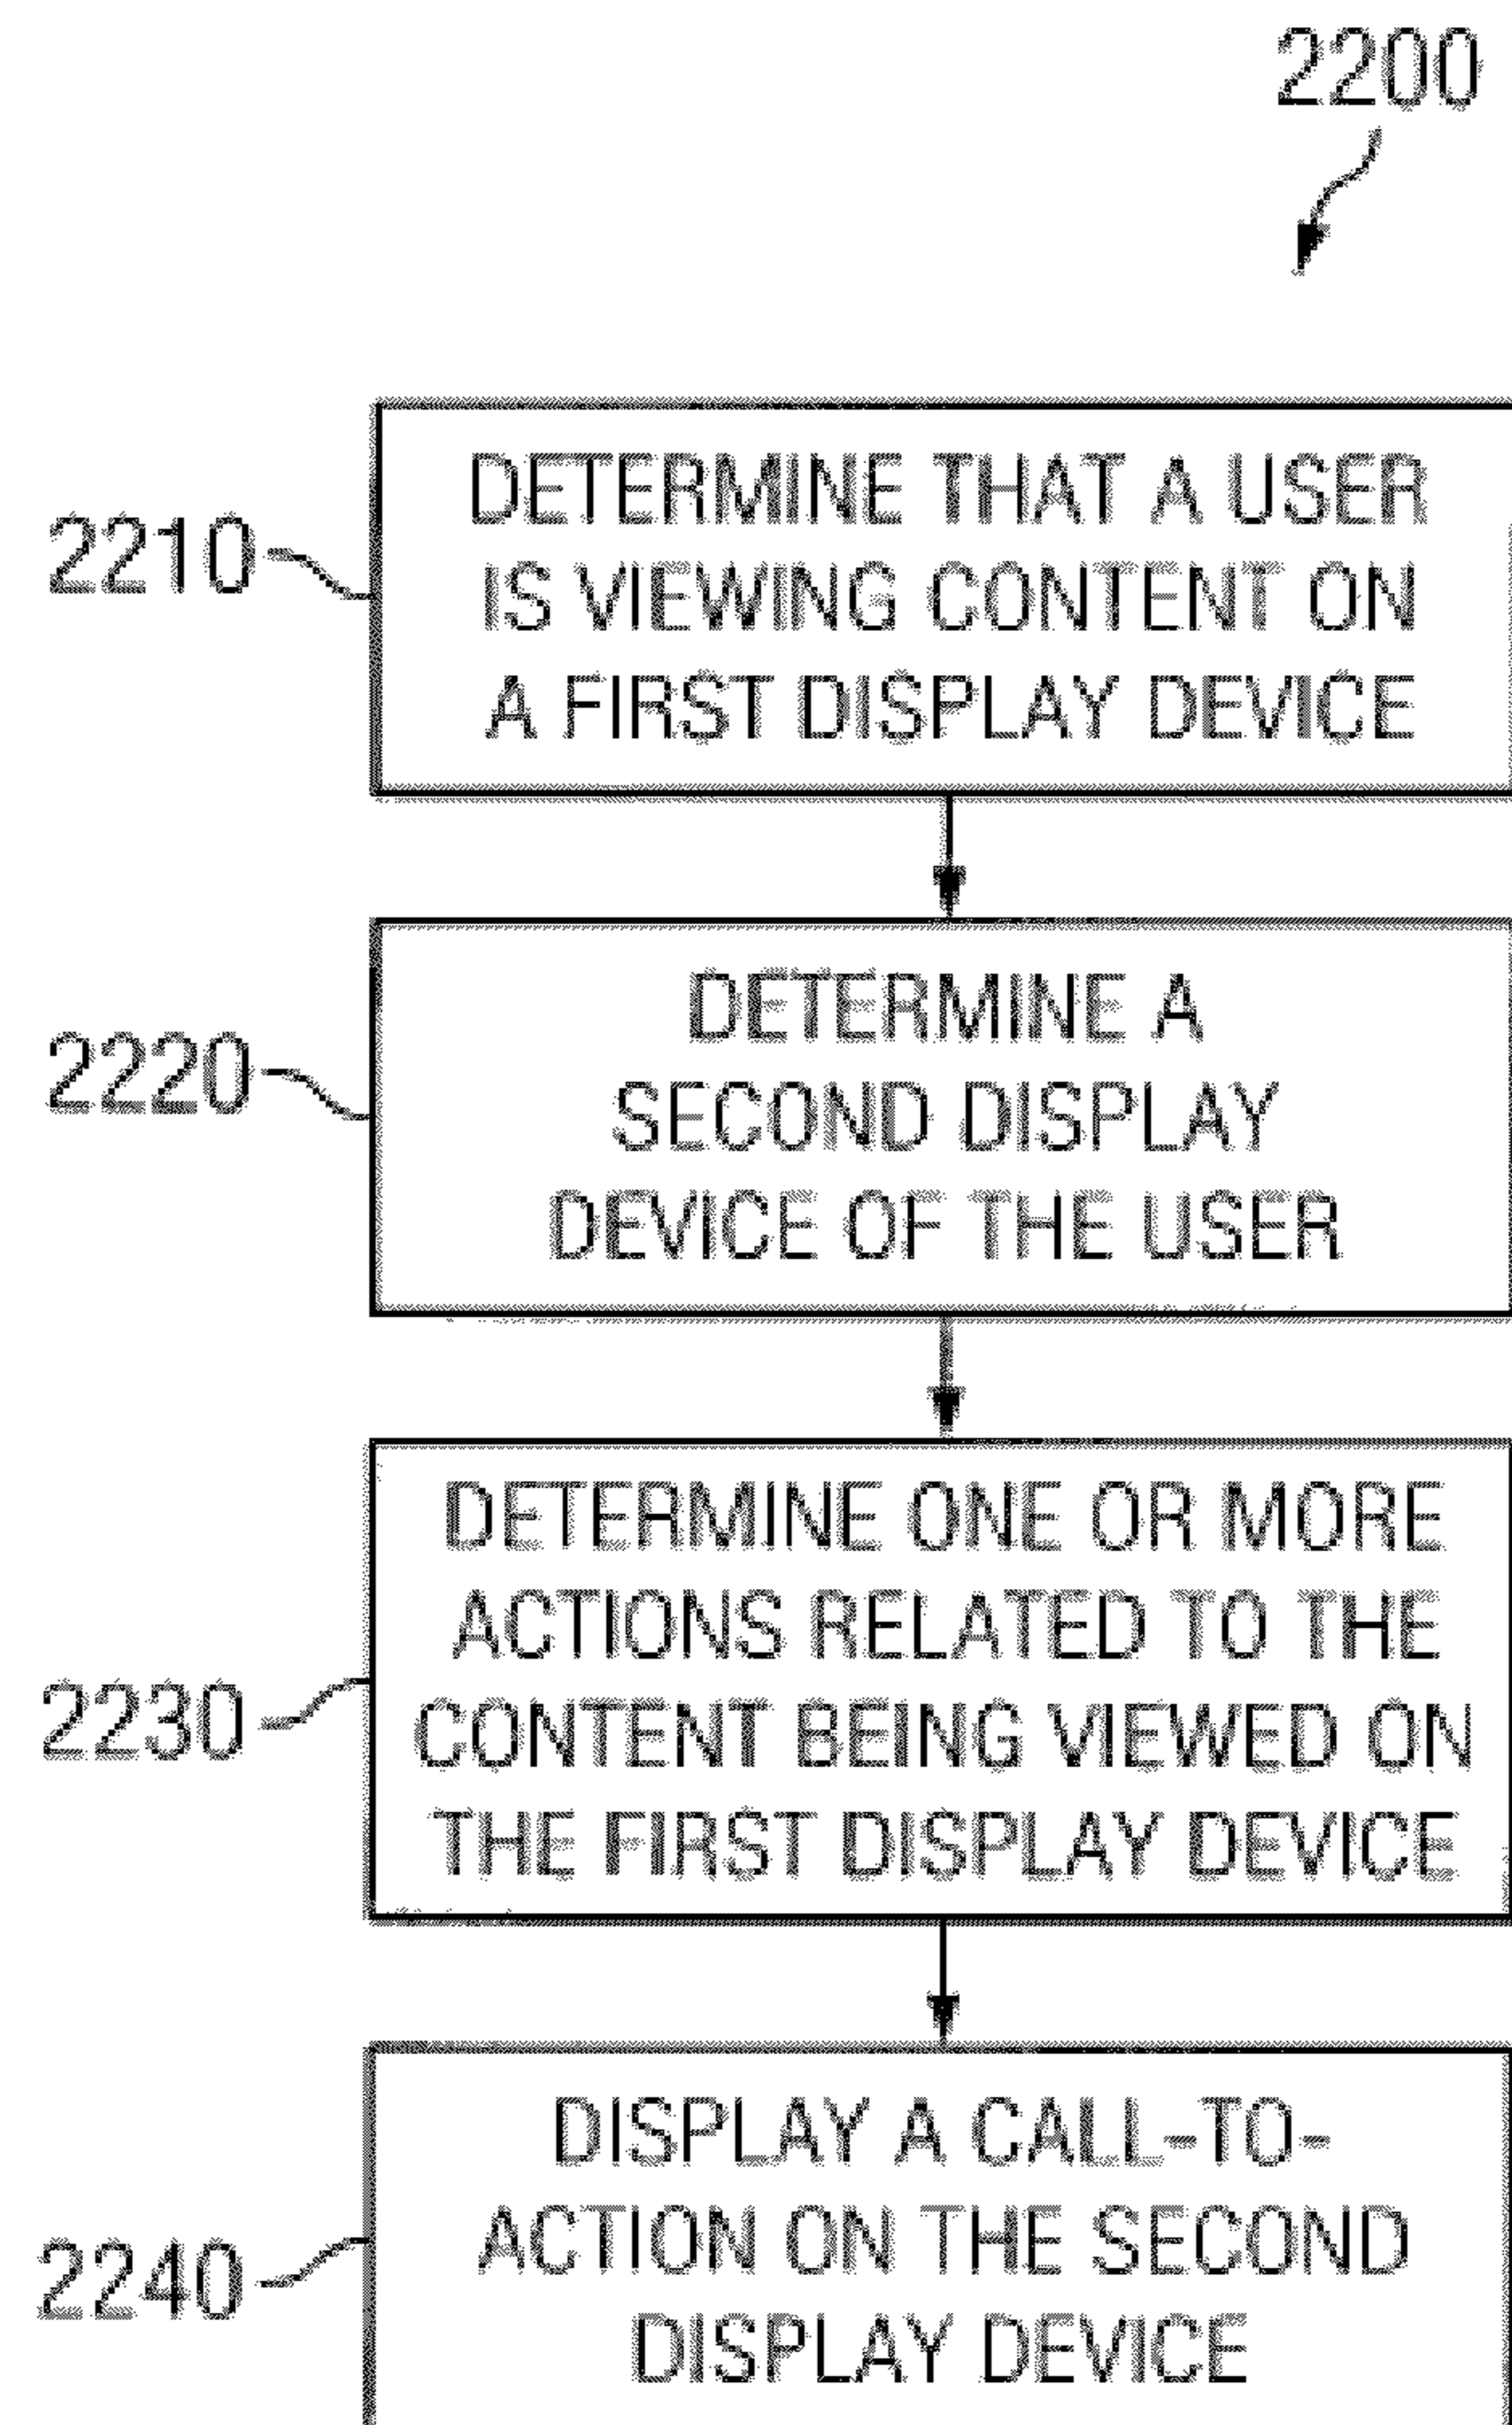 2200
2210
DETERMINE THAT A USER
IS VIEWING CONTENT ON
A FIRST DISPLAY DEVICE
2220
DETERMINE A
SECOND DISPLAY
DEVICE OF THE USER
2230
DETERMINE ONE OR MORE
ACTIONS RELATED TO THE
CONTENT BEING VIEWED ON
THE FIRST DISPLAY DEVICE
2240
DISPLAY A CALL-TO-
ACTION ON THE SECOND
DISPLAY DEVICE